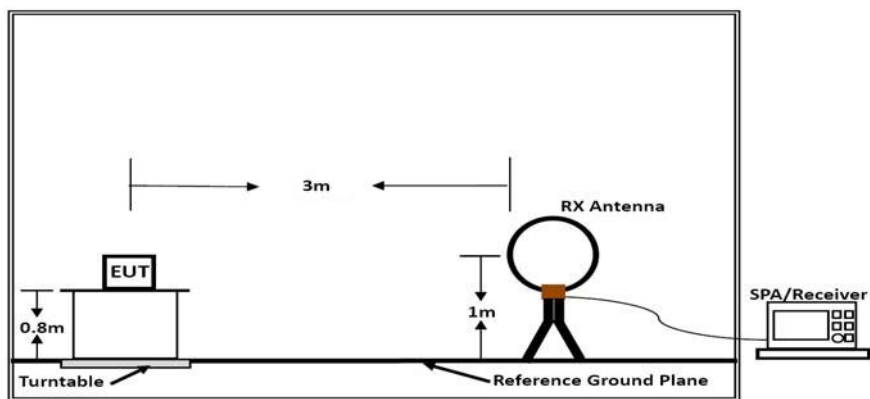 3m
RX Antenna
EUT
SPA/Receiver
0.8m
1m
Turntable
Reference Ground Plane